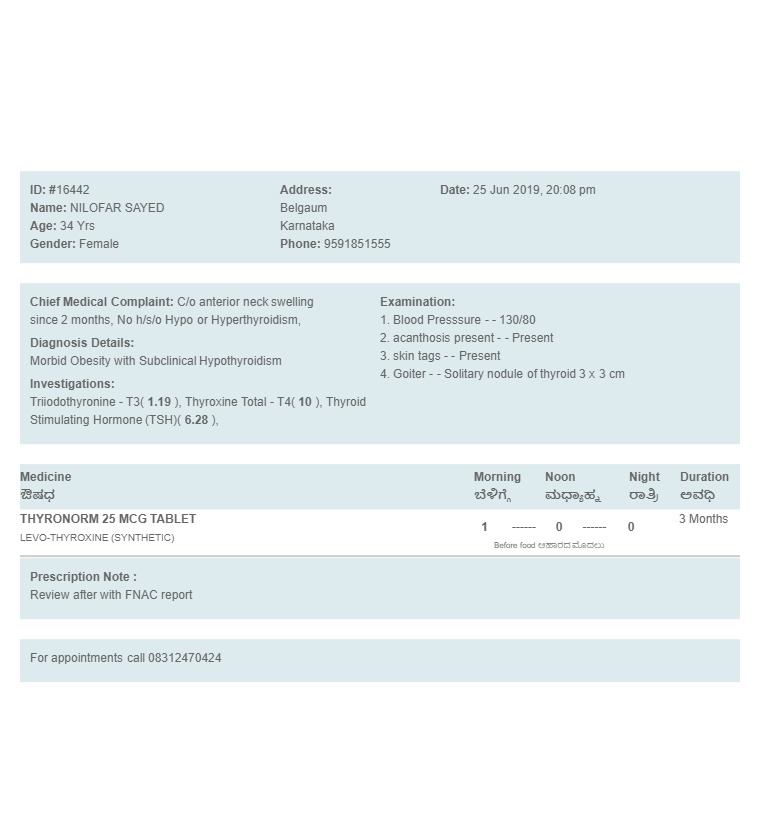 ID: #16442
Name: NILOFAR SAYED
Age: 34 Yrs
Gender: Female
Address:
Belgaum
Karnataka
Phone: 9591851555
Date: 25 Jun 2019, 20:08 pm
Chief Medical Complaint: C/o anterior neck swelling
since 2 months, No h/s/o Hypo or Hyperthyroidism,
Diagnosis Details:
Morbid Obesity with Subclinical Hypothyroidism
Investigations:
Triiodothyronine - T3( 1.19 ), Thyroxine Total - T4( 10 ), Thyroid
Stimulating Hormone (TSH)( 6.28 ),
Examination:
1. Blood Presssure - - 130/80
2. acanthosis present - - Present
3. skin tags - - Present
4. Goiter - - Solitary nodule of thyroid 3 x 3 cm
Medicine Morning Noon Night Duration
ಔಷಧ ಬೆಳಿಗ್ಗೆ ಮಧ್ಯಾಹ್ನ ರಾತ್ರಿ ಅವಧಿ
THYRONORM 25 MCG TABLET 1 ------ 0 ------ 0 3 Months
LEVO-THYROXINE (SYNTHETIC)
Before food ಆಹಾರದ ಮೊದಲು
Prescription Note :
Review after with FNAC report
For appointments call 08312470424